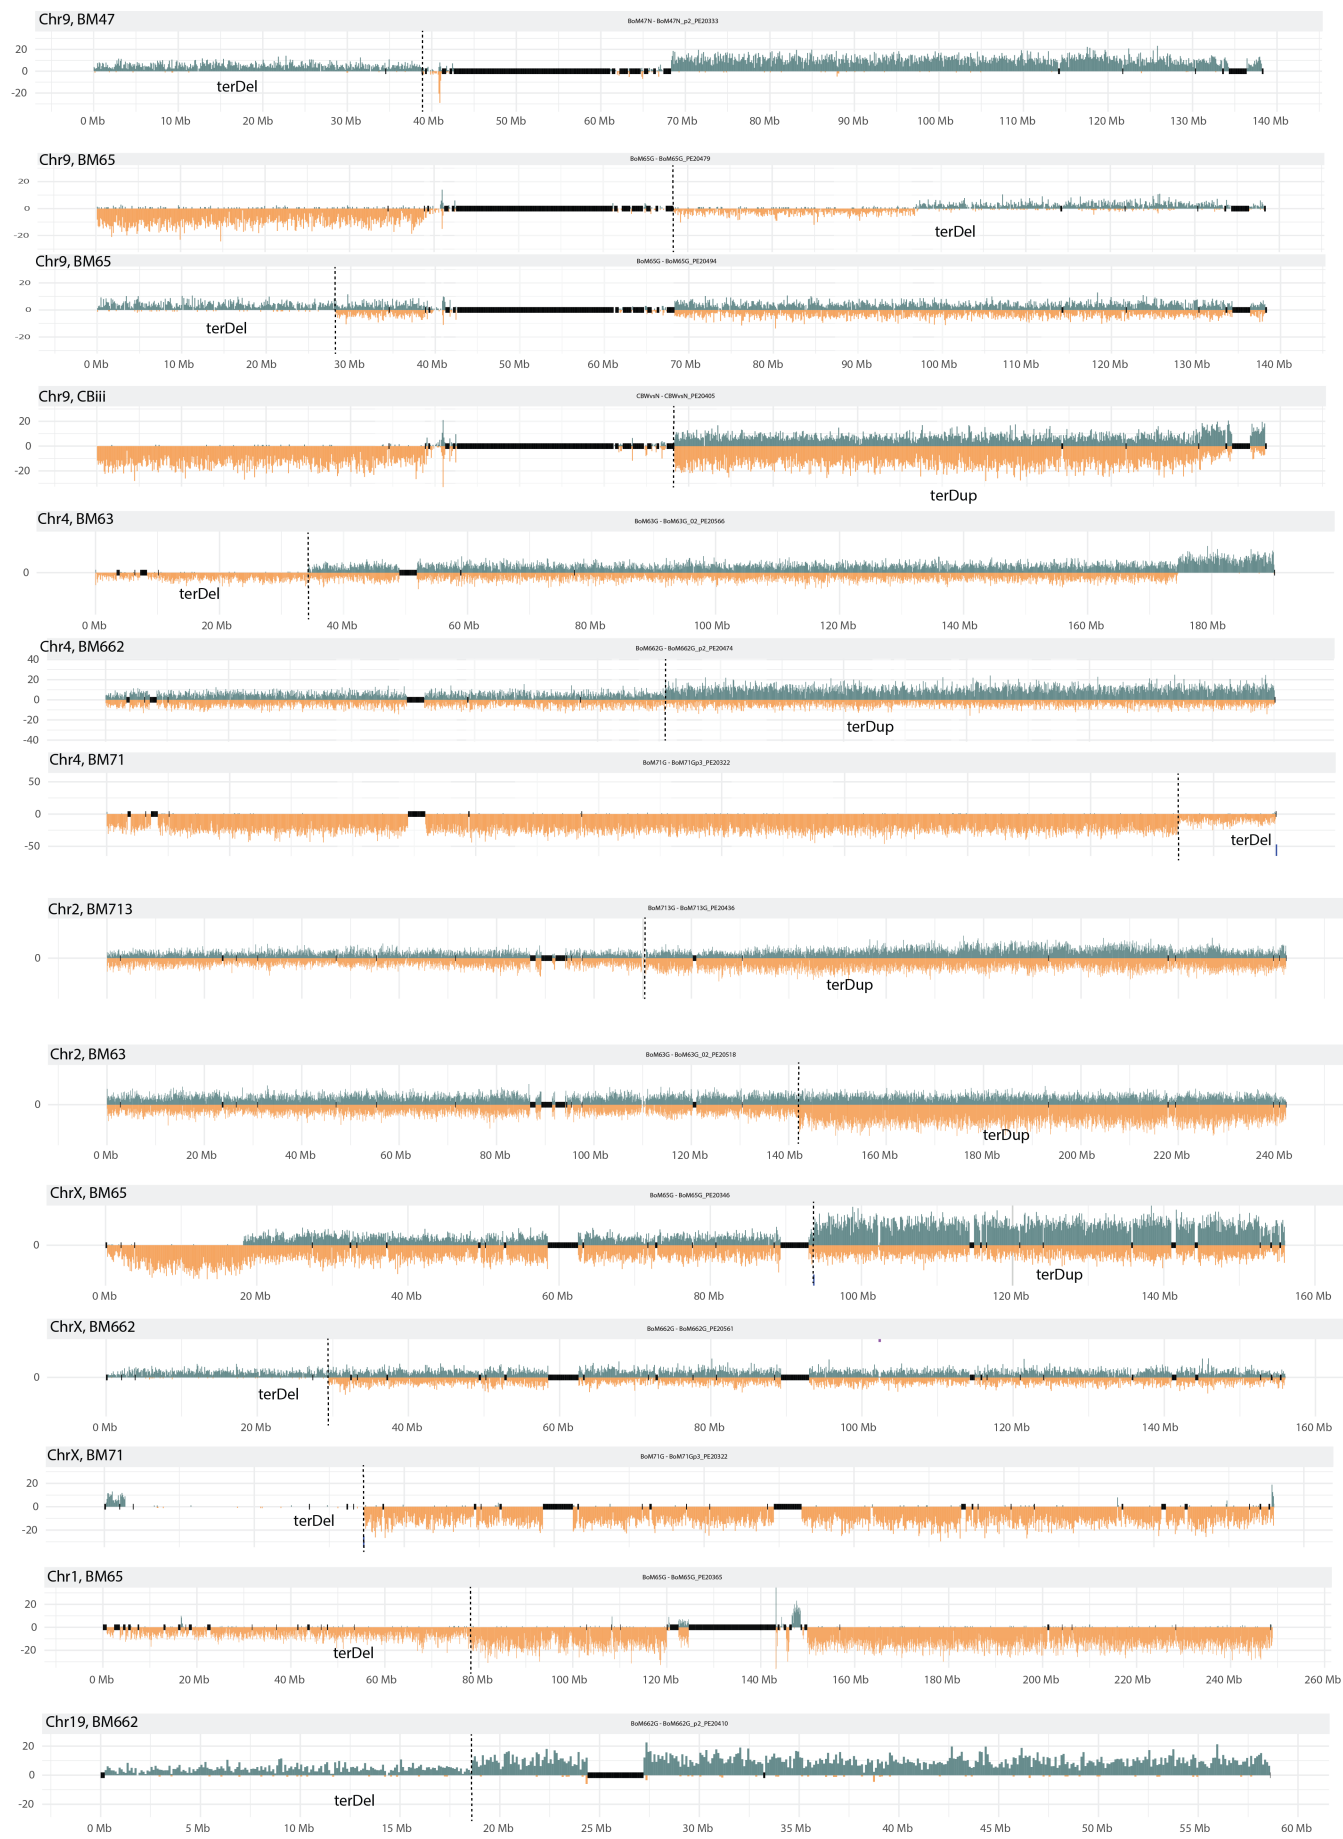 Chr9, BM47
BoM47N - BoM47N_p2_PE20333
20
0
-20
terDel
0 Mb 10 Mb 20 Mb 30 Mb 40 Mb 50 Mb 60 Mb 70 Mb 80 Mb 90 Mb 100 Mb 110 Mb 120 Mb 130 Mb 140 Mb
Chr9, BM65
BoM65G - BoM65G_PE20479
20
0
-20
terDel
Chr9, BM65
BoM65G - BoM65G_PE20494
20
0
-20
terDel
0 Mb 10 Mb 20 Mb 30 Mb 40 Mb 50 Mb 60 Mb 70 Mb 80 Mb 90 Mb 100 Mb 110 Mb 120 Mb 130 Mb 140 Mb
Chr9, CBiii
CBWvsN - CBWvsN_PE20405
20
0
-20
terDup
Chr4, BM63
BoM63G - BoM63G_02_PE20566
0
terDel
0 Mb 20 Mb 40 Mb 60 Mb 80 Mb 100 Mb 120 Mb 140 Mb 160 Mb 180 Mb
Chr4, BM662
BoM662G - BoM662G_p2_PE20474
40
20
0
-20
-40
terDup
Chr4, BM71
BoM71G - BoM71Gp3_PE20322
50
0
-50
terDel
Chr2, BM713
BoM713G - BoM713G_PE20436
0
terDup
Chr2, BM63
BoM63G - BoM63G_02_PE20518
0
terDup
0 Mb 20 Mb 40 Mb 60 Mb 80 Mb 100 Mb 120 Mb 140 Mb 160 Mb 180 Mb 200 Mb 220 Mb 240 Mb
ChrX, BM65
BoM65G - BoM65G_PE20346
0
terDup
0 Mb 20 Mb 40 Mb 60 Mb 80 Mb 100 Mb 120 Mb 140 Mb 160 Mb
ChrX, BM662
BoM662G - BoM662G_PE20561
0
terDel
0 Mb 20 Mb 40 Mb 60 Mb 80 Mb 100 Mb 120 Mb 140 Mb 160 Mb
ChrX, BM71
BoM71G - BoM71Gp3_PE20322
20
0
-20
terDel
Chr1, BM65
BoM65G - BoM65G_PE20365
20
0
-20
terDel
0 Mb 20 Mb 40 Mb 60 Mb 80 Mb 100 Mb 120 Mb 140 Mb 160 Mb 180 Mb 200 Mb 220 Mb 240 Mb 260 Mb
Chr19, BM662
BoM662G - BoM662G_p2_PE20410
20
0
-20
terDel
0 Mb 5 Mb 10 Mb 15 Mb 20 Mb 25 Mb 30 Mb 35 Mb 40 Mb 45 Mb 50 Mb 55 Mb 60 Mb